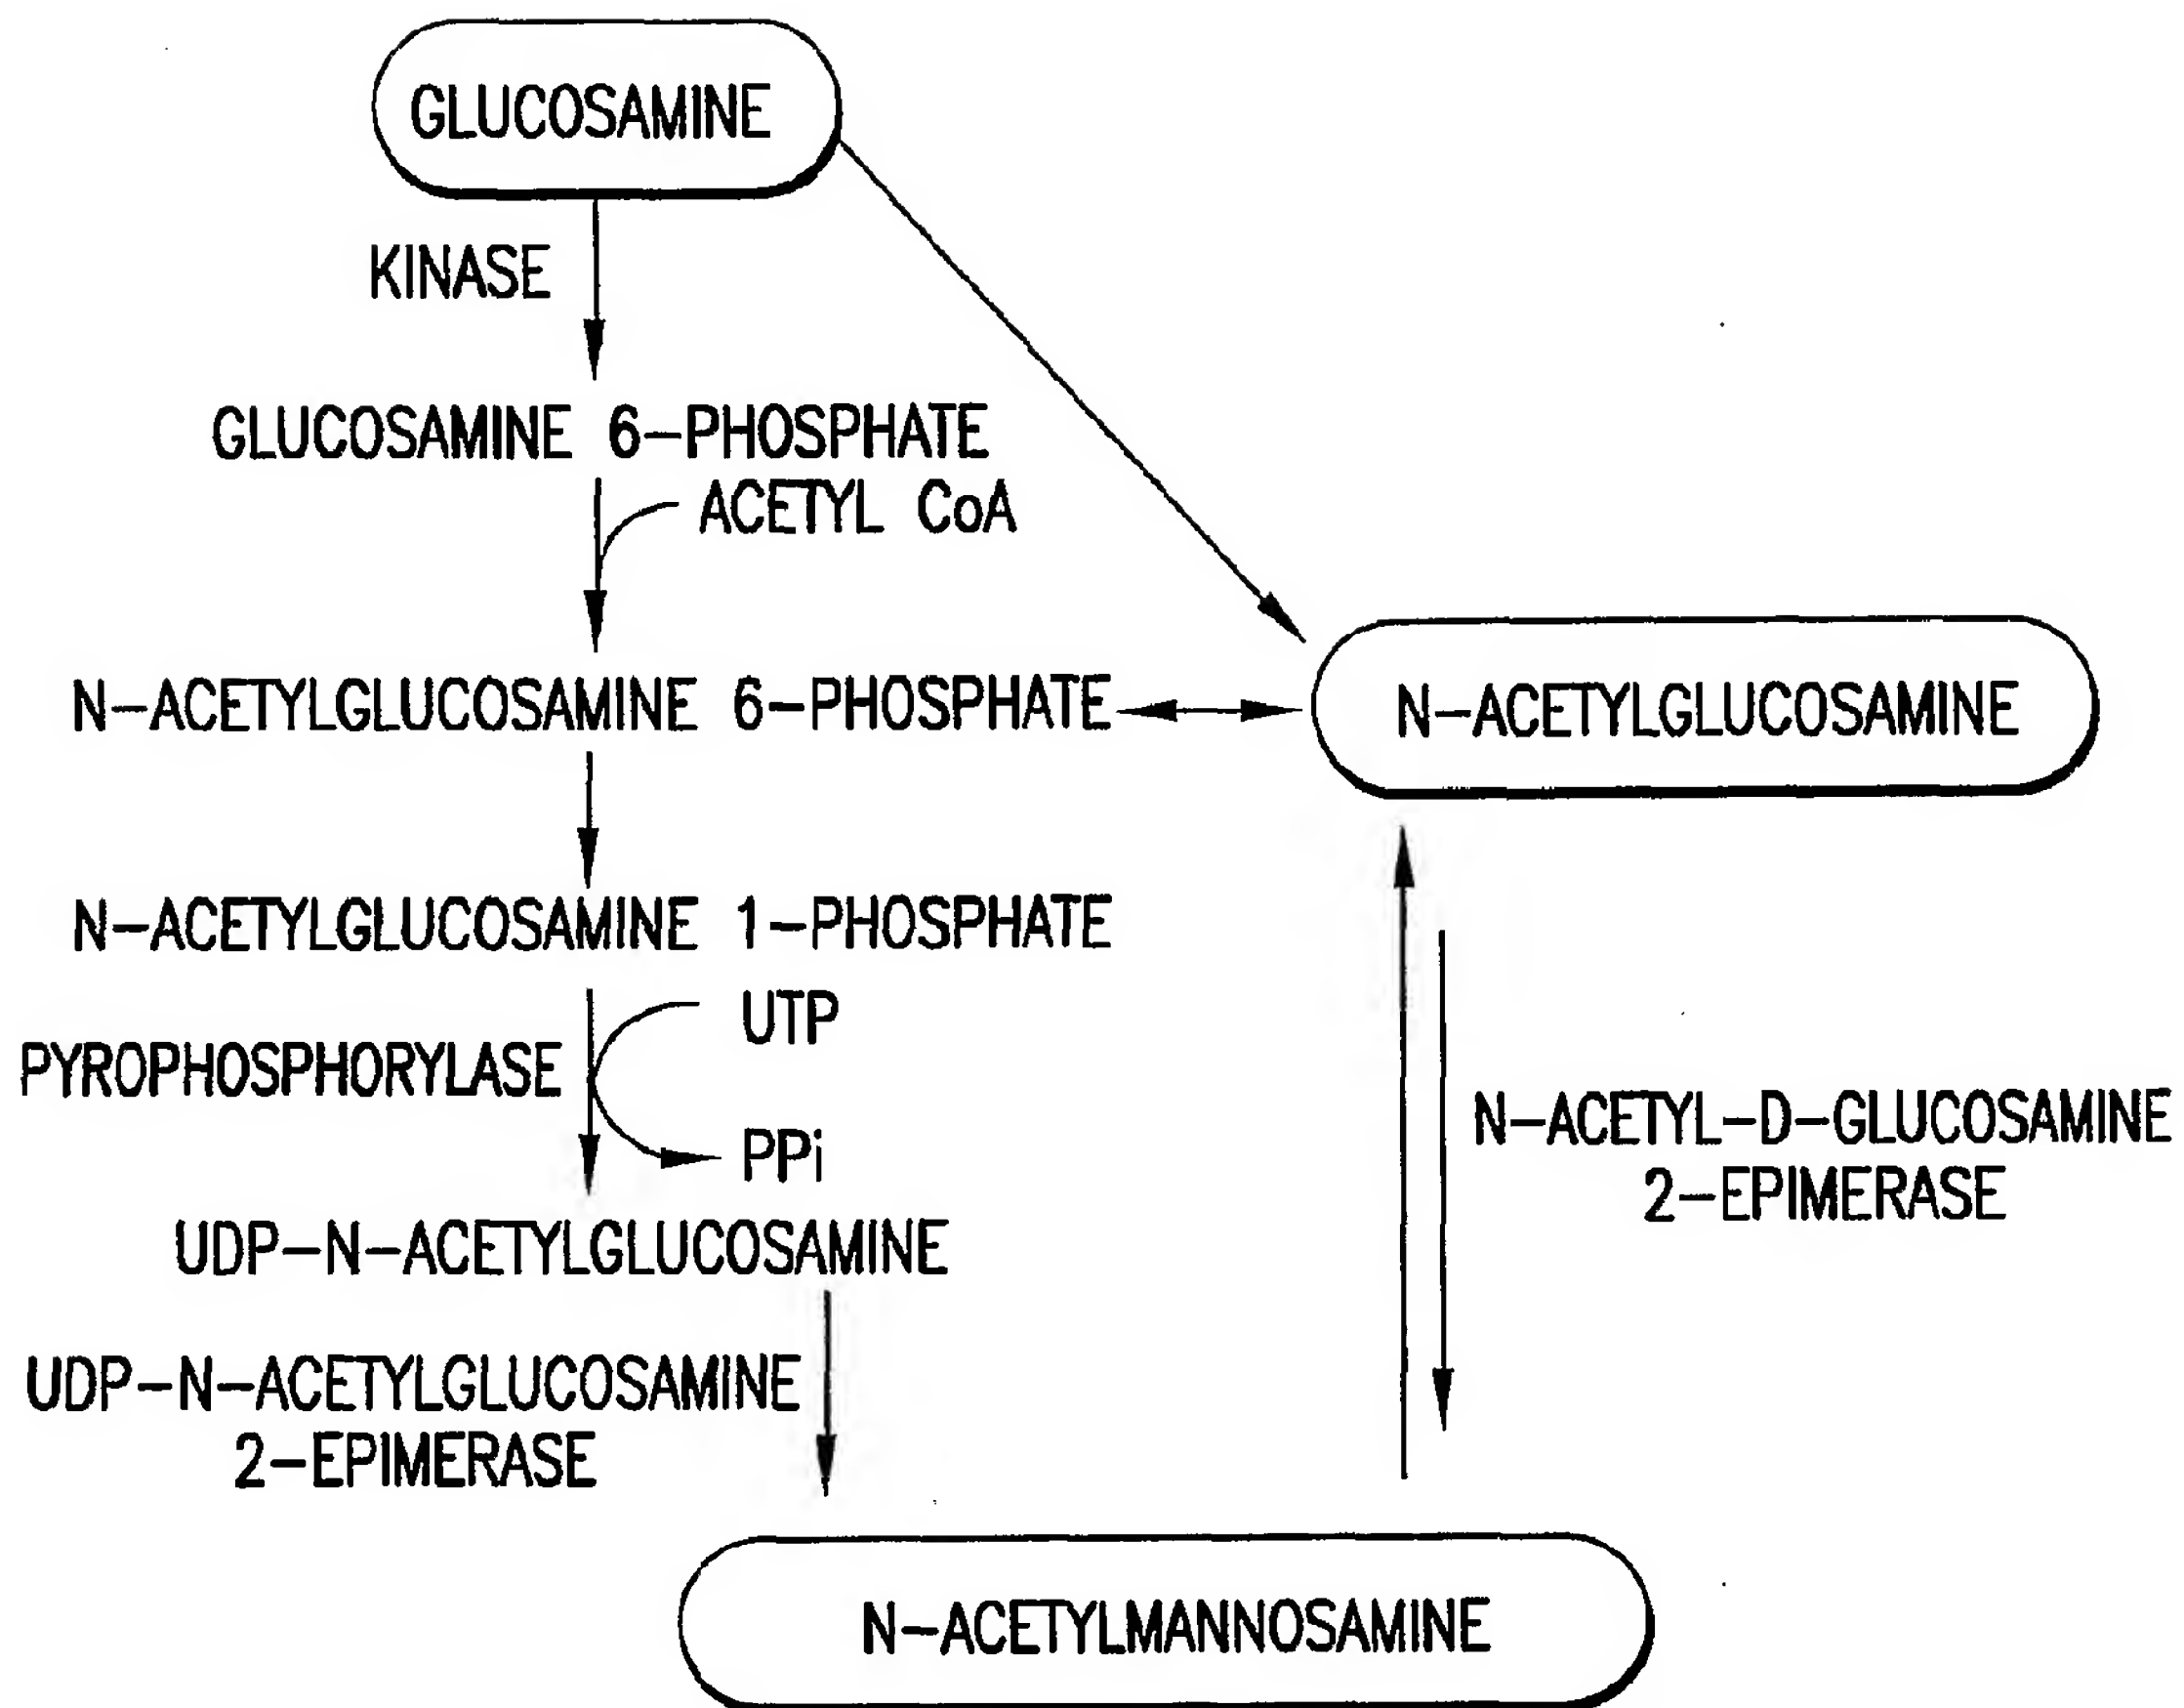 GLUCOSAMINE
KINASE
GLUCOSAMINE 6-PHOSPHATE
ACETYL CoA
N-ACETYLGLUCOSAMINE 6-PHOSPHATE
N-ACETYLGLUCOSAMINE
N-ACETYLGLUCOSAMINE 1-PHOSPHATE
UTP
PYROPHOSPHORYLASE
PPi
N-ACETYL-D-GLUCOSAMINE
2-EPIMERASE
UDP-N-ACETYLGLUCOSAMINE
UDP-N-ACETYLGLUCOSAMINE
2-EPIMERASE
N-ACETYLMANNOSAMINE